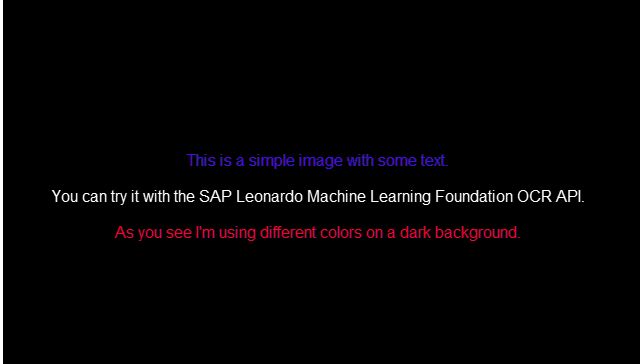 This is a simple image with some text.
You can try it with the SAP Leonardo Machine Learning Foundation OCR API.
As you see I'm using different colors on a dark background.